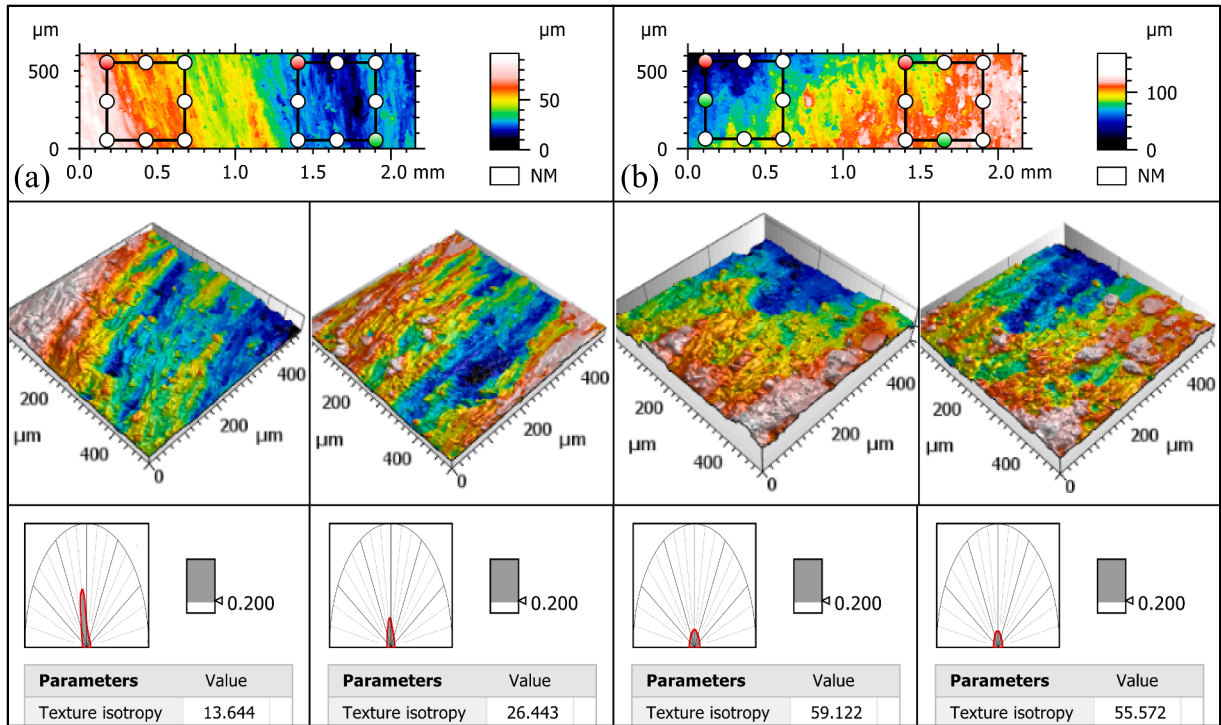 µm
500
0
(a)
0.0 0.5 1.0 1.5 2.0 mm
µm
50
0
NM
µm
500
0
(b)
0.0 0.5 1.0 1.5 2.0 mm
µm
100
0
NM
200
µm
400
0
200
µm
400
200
µm
400
0
200
µm
400
200
µm
400
0
200
µm
400
200
µm
400
0
200
µm
400
0.200
0.200
0.200
0.200
Parameters Value
Texture isotropy 13.644
Parameters Value
Texture isotropy 26.443
Parameters Value
Texture isotropy 59.122
Parameters Value
Texture isotropy 55.572